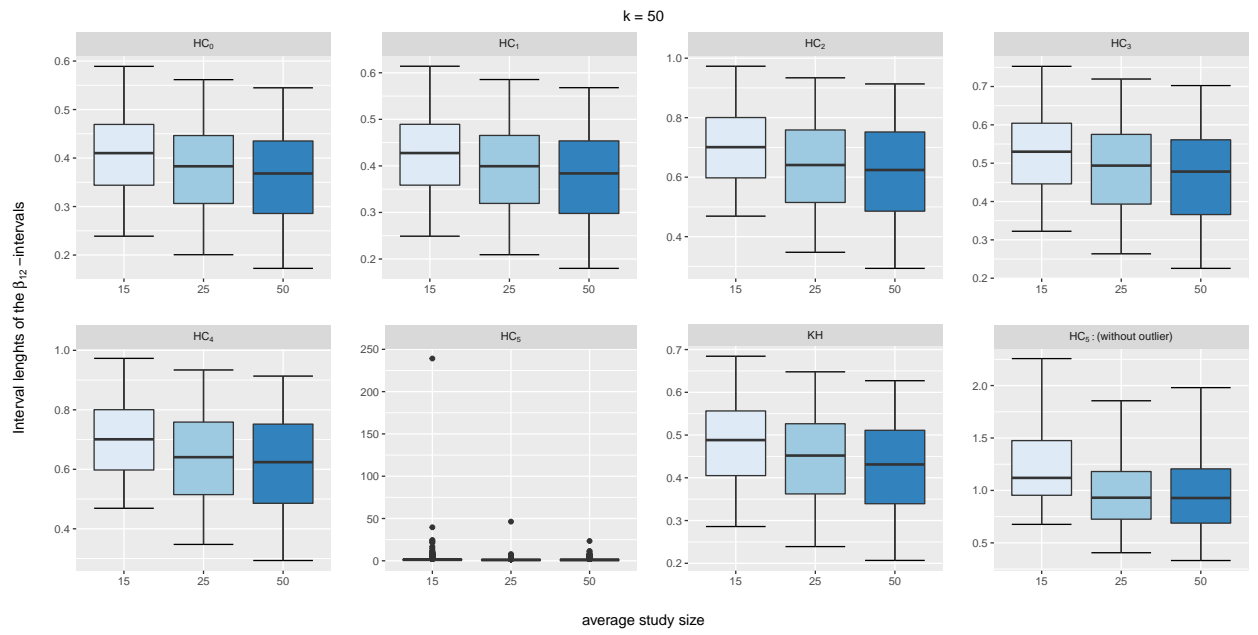 k = 50
Interval lenghts of the β̂₁₂ −intervals
HC₀
0.6
0.5
0.4
0.3
0.2
15 25 50
HC₁
0.6
0.5
0.4
0.3
0.2
15 25 50
HC₂
1.0
0.8
0.6
0.4
15 25 50
HC₃
0.7
0.6
0.5
0.4
0.3
0.2
15 25 50
HC₄
1.0
0.8
0.6
0.4
15 25 50
HC₅
250
200
150
100
50
25
0
15 25 50
KH
0.7
0.6
0.5
0.4
0.3
0.2
15 25 50
HC₅ : (without outlier)
2.0
1.5
1.0
0.5
15 25 50
average study size